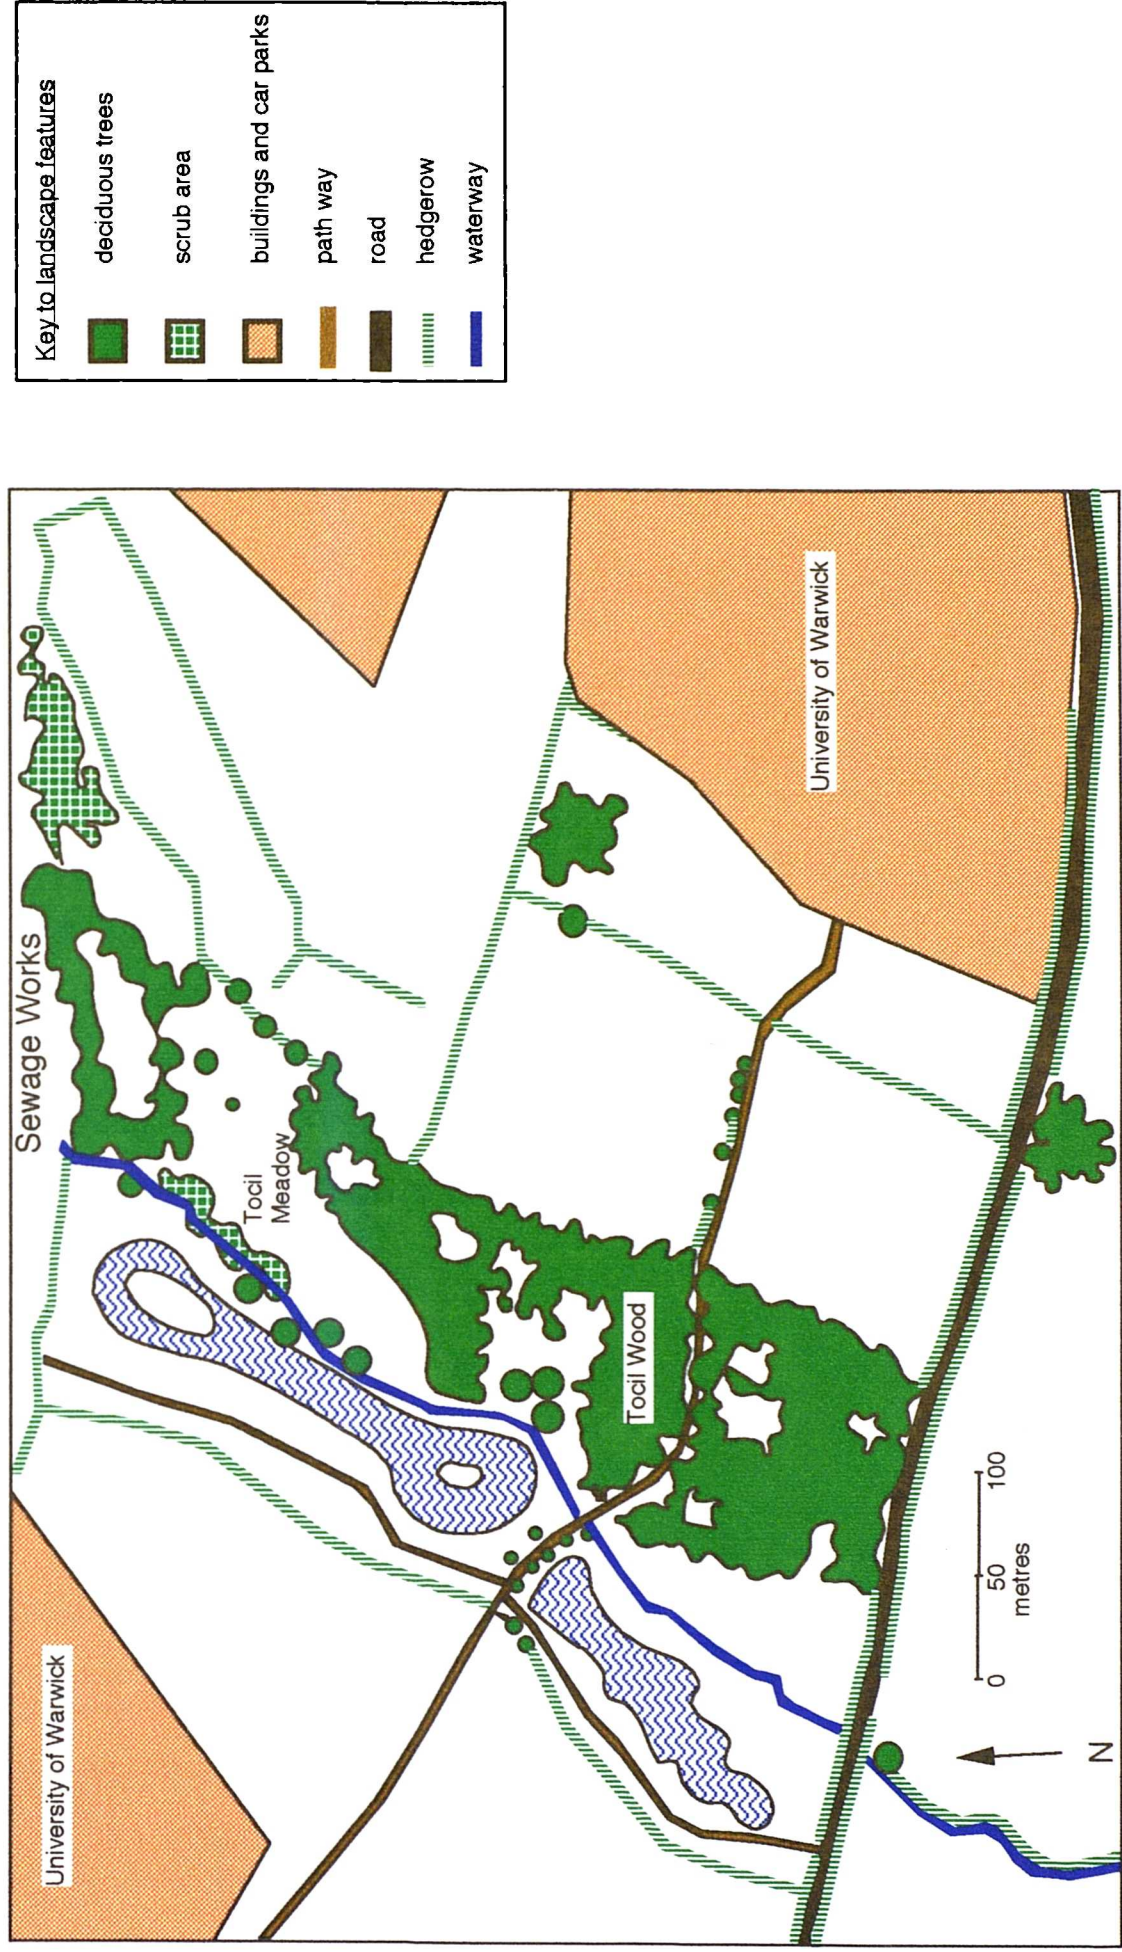 Key to landscape features
deciduous trees
scrub area
buildings and car parks
path way
road
hedgerow
waterway
Sewage Works
University of Warwick
Tocil
Meadow
Tocil Wood
University of Warwick
0 50 100
metres
N